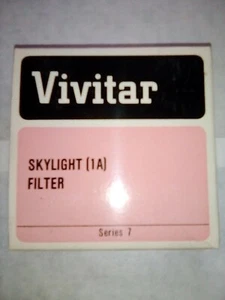 Vivitar
SKYLIGHT (1A)
FILTER
Series 7